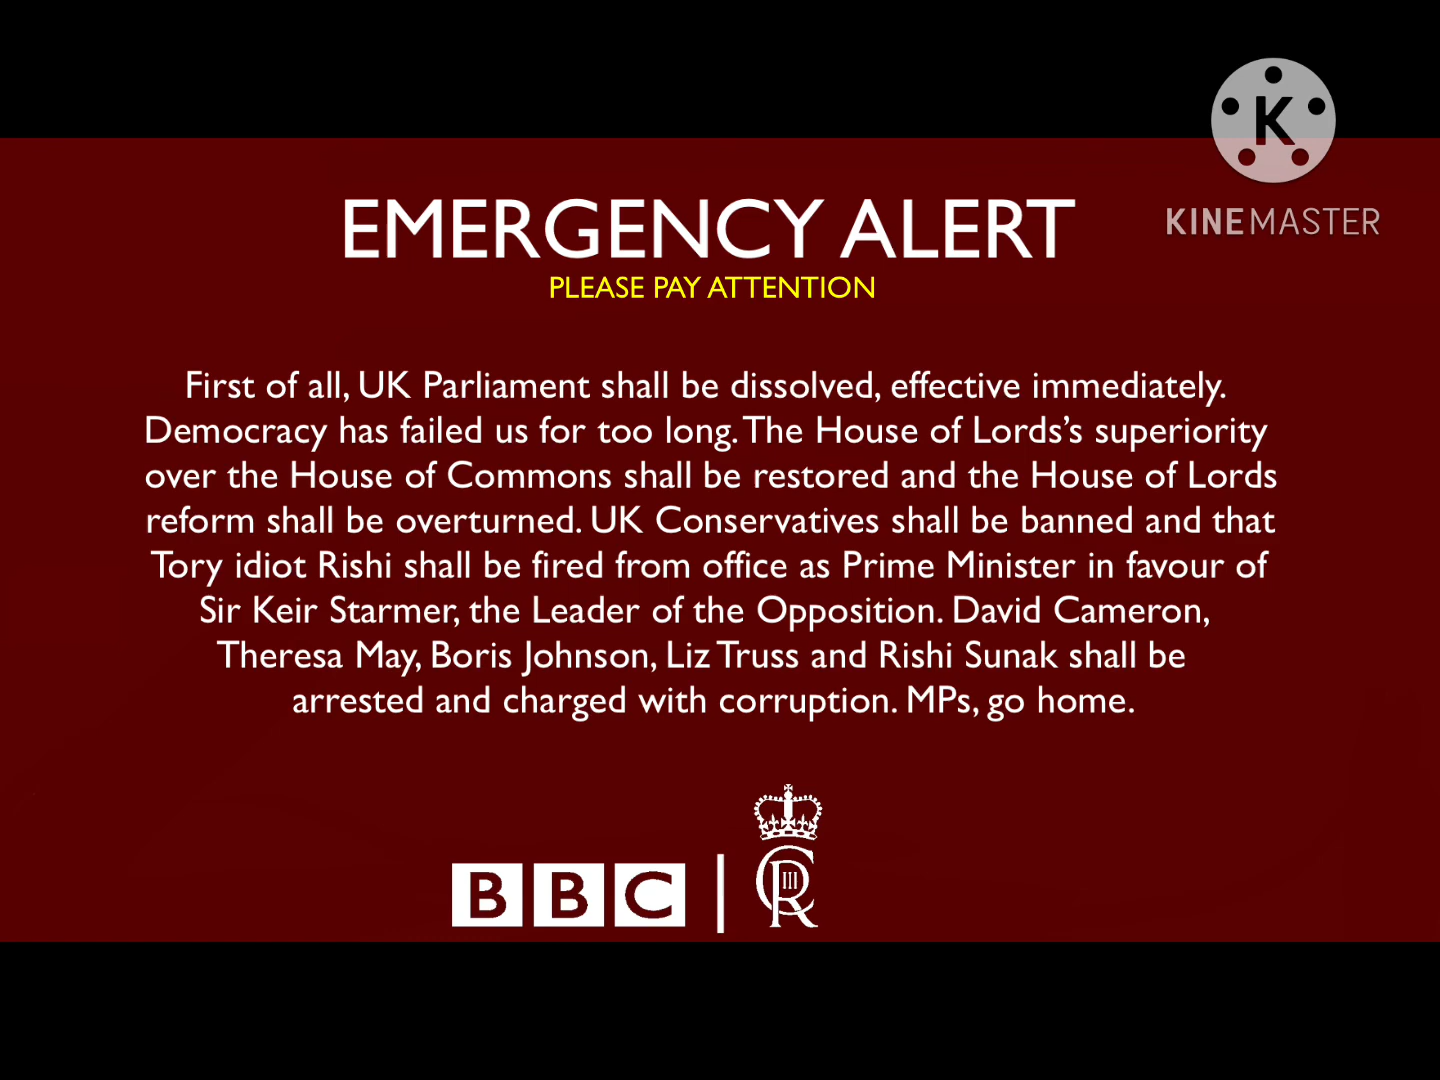 K
KINEMASTER
EMERGENCY ALERT
PLEASE PAY ATTENTION
First of all, UK Parliament shall be dissolved, effective immediately.
Democracy has failed us for too long. The House of Lords’s superiority
over the House of Commons shall be restored and the House of Lords
reform shall be overturned. UK Conservatives shall be banned and that
Tory idiot Rishi shall be fired from office as Prime Minister in favour of
Sir Keir Starmer, the Leader of the Opposition. David Cameron,
Theresa May, Boris Johnson, Liz Truss and Rishi Sunak shall be
arrested and charged with corruption. MPs, go home.
BBC | CRIII